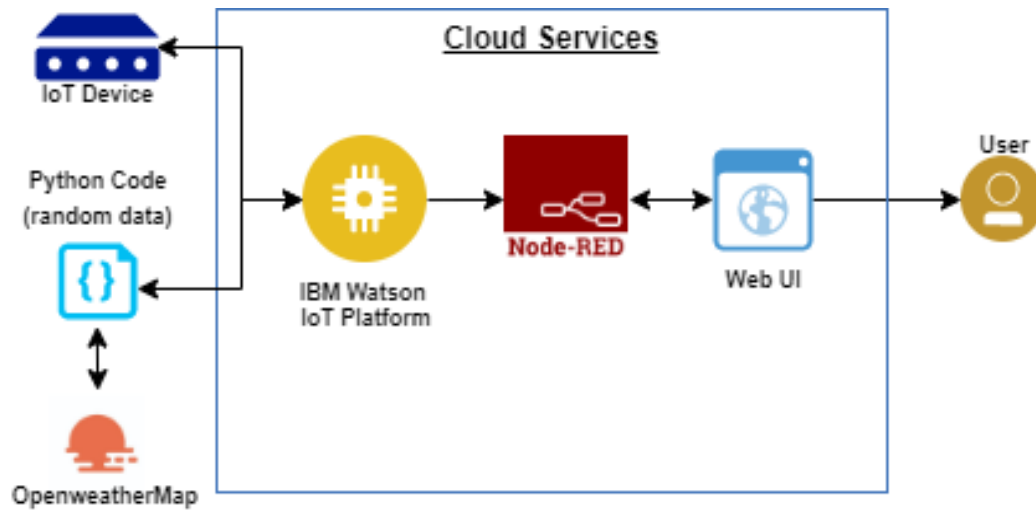 Cloud Services
IoT Device
Python Code
(random data)
{}
OpenweatherMap
IBM Watson
IoT Platform
Node-RED
Web UI
User